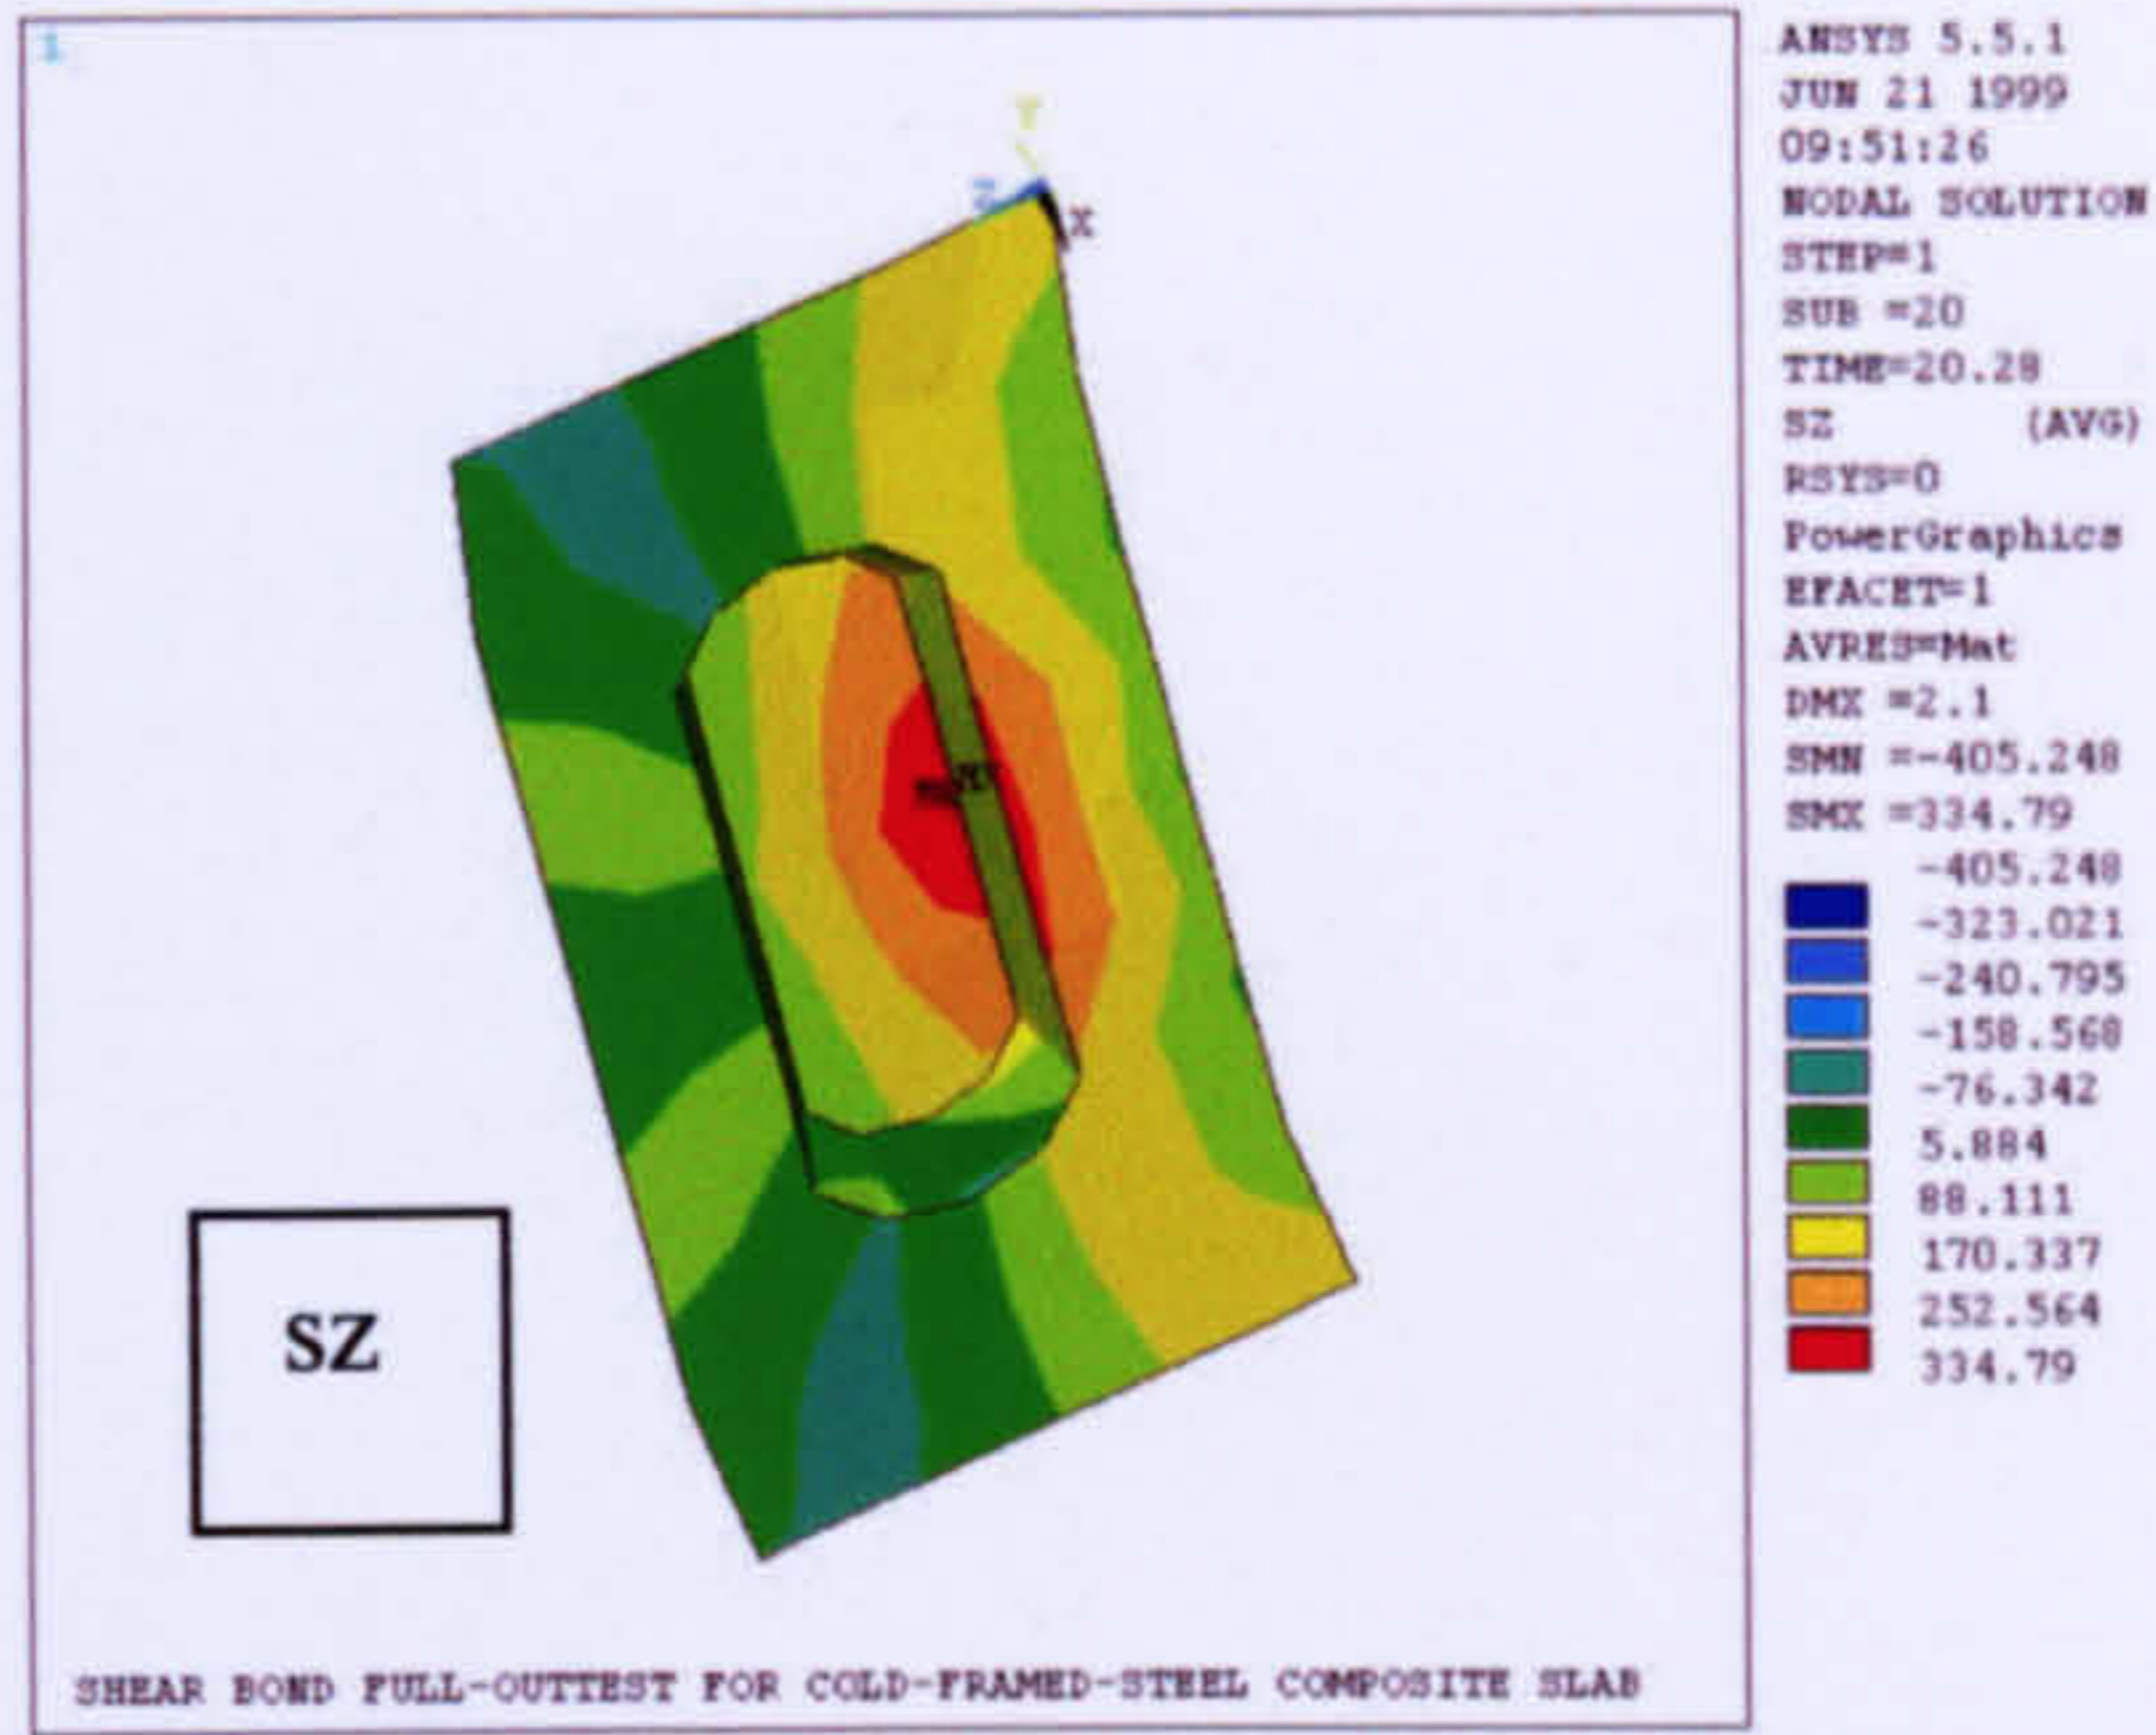 1
Y
Z
X
SZ
SHEAR BOND PULL-OUTTEST FOR COLD-FRAMED-STEEL COMPOSITE SLAB
ANSYS 5.5.1
JUN 21 1999
09:51:26
NODAL SOLUTION
STEP=1
SUB =20
TIME=20.28
SZ (AVG)
RSYS=0
PowerGraphics
EFACET=1
AVRES=Mat
DMX =2.1
SMN =-405.248
SMX =334.79
-405.248
-323.021
-240.795
-158.568
-76.342
5.884
88.111
170.337
252.564
334.79